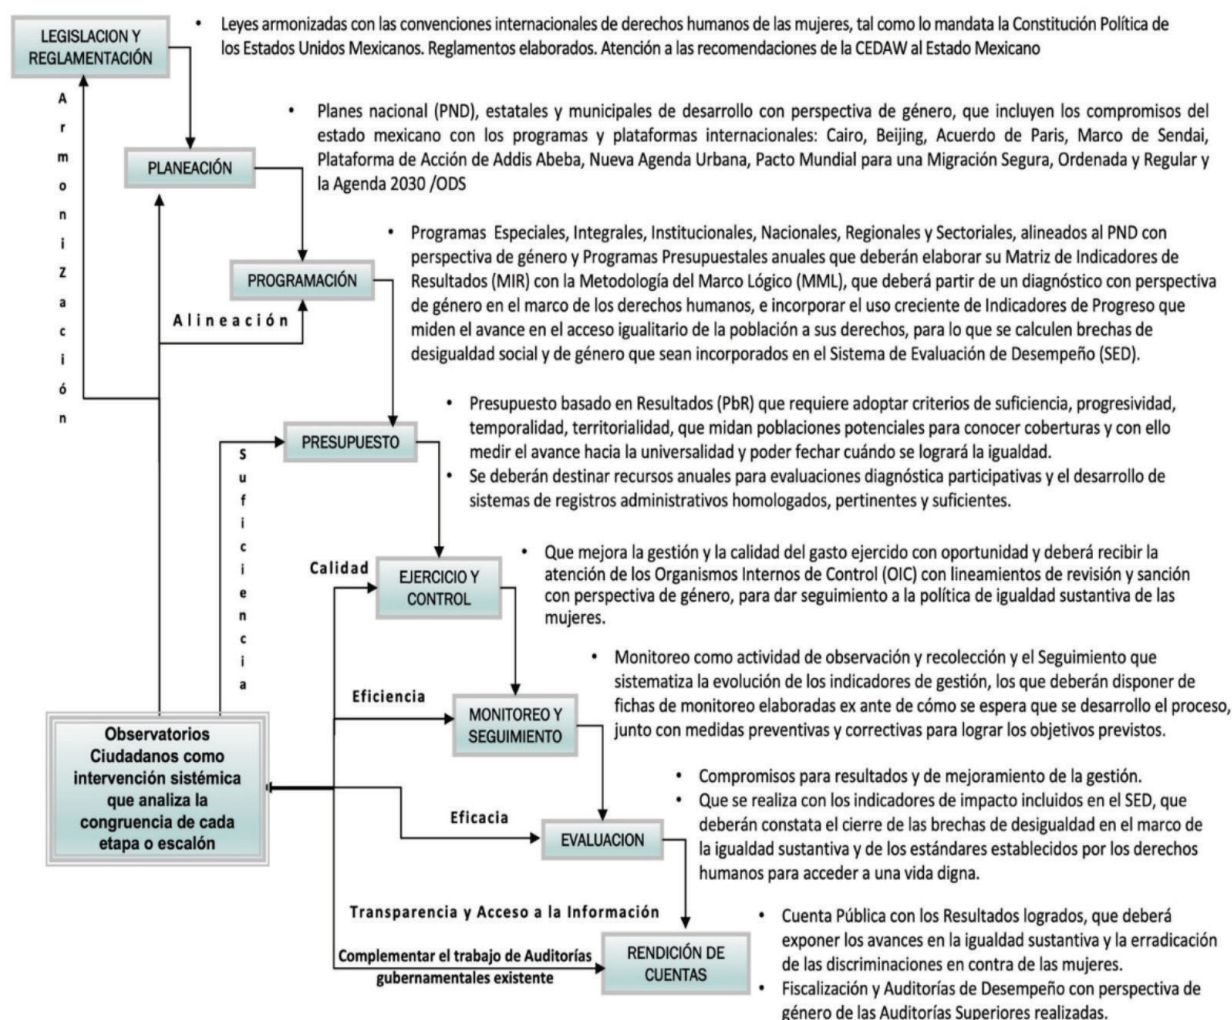 LEGISLACION Y
REGLAMENTACIÓN
• Leyes armonizadas con las convenciones internacionales de derechos humanos de las mujeres, tal como lo mandata la Constitución Política de
los Estados Unidos Mexicanos. Reglamentos elaborados. Atención a las recomendaciones de la CEDAW al Estado Mexicano
ArmoniZación
• Planes nacional (PND), estatales y municipales de desarrollo con perspectiva de género, que incluyen los compromisos del
estado mexicano con los programas y plataformas internacionales: Cairo, Beijing, Acuerdo de Paris, Marco de Sendai,
Plataforma de Acción de Addis Abeba, Nueva Agenda Urbana, Pacto Mundial para una Migración Segura, Ordenada y Regular y
la Agenda 2030 /ODS
PLANEACIÓN
• Programas Especiales, Integrales, Institucionales, Nacionales, Regionales y Sectoriales, alineados al PND con
perspectiva de género y Programas Presupuestales anuales que deberán elaborar su Matriz de Indicadores de
Resultados (MIR) con la Metodología del Marco Lógico (MML), que deberá partir de un diagnóstico con perspectiva
de género en el marco de los derechos humanos, e incorporar el uso creciente de Indicadores de Progreso que
miden el avance en el acceso igualitario de la población a sus derechos, para lo que se calculen brechas de
desigualdad social y de género que sean incorporados en el Sistema de Evaluación de Desempeño (SED).
PROGRAMACIÓN
Alineación
• Presupuesto basado en Resultados (PbR) que requiere adoptar criterios de suficiencia, progresividad,
temporalidad, territorialidad, que midan poblaciones potenciales para conocer coberturas y con ello
medir el avance hacia la universalidad y poder fechar cuándo se logrará la igualdad.
• Se deberán destinar recursos anuales para evaluaciones diagnóstica participativas y el desarrollo de
sistemas de registros administrativos homologados, pertinentes y suficientes.
PRESUPUESTO
Suficiencia
• Que mejora la gestión y la calidad del gasto ejercido con oportunidad y deberá recibir la
atención de los Organismos Internos de Control (OIC) con lineamientos de revisión y sanción
con perspectiva de género, para dar seguimiento a la política de igualdad sustantiva de las
mujeres.
Calidad
EJERCICIO Y
CONTROL
• Monitoreo como actividad de observación y recolección y el Seguimiento que
sistematiza la evolución de los indicadores de gestión, los que deberán disponer de
fichas de monitoreo elaboradas ex ante de cómo se espera que se desarrollo el proceso,
junto con medidas preventivas y correctivas para lograr los objetivos previstos.
Eficiencia
MONITOREO Y
SEGUIMIENTO
Observatorios
Ciudadanos como
intervención sistémica
que analiza la
congruencia de cada
etapa o escalón
• Compromisos para resultados y de mejoramiento de la gestión.
• Que se realiza con los indicadores de impacto incluidos en el SED, que
deberán constata el cierre de las brechas de desigualdad en el marco de
la igualdad sustantiva y de los estándares establecidos por los derechos
humanos para acceder a una vida digna.
Eficacia
EVALUACION
Transparencia y Acceso a la Información
Complementar el trabajo de Auditorías
gubernamentales existente
RENDICIÓN DE
CUENTAS
• Cuenta Pública con los Resultados logrados, que deberá
exponer los avances en la igualdad sustantiva y la erradicación
de las discriminaciones en contra de las mujeres.
• Fiscalización y Auditorías de Desempeño con perspectiva de
género de las Auditorías Superiores realizadas.